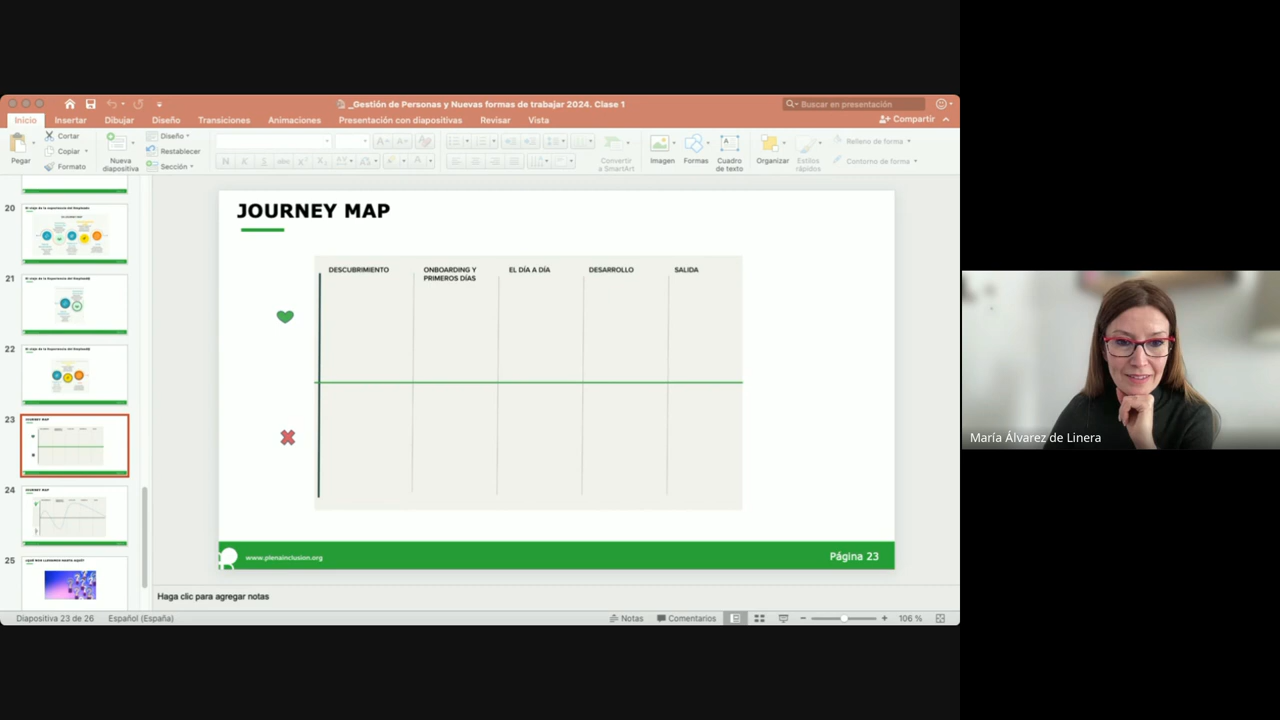 _Gestión de Personas y Nuevas formas de trabajar 2024. Clase 1
Buscar en presentación
Inicio
Insertar
Dibujar
Diseño
Transiciones
Animaciones
Presentación con diapositivas
Revisar
Vista
Compartir
Pegar
Cortar
Copiar
Formato
Nueva diapositiva
Diseño
Restablecer
Sección
Convertir a SmartArt
Imagen
Formas
Cuadro de texto
Organizar
Estilos rápidos
Relleno de forma
Contorno de forma
20
21
22
23
JOURNEY MAP
24
JOURNEY MAP
25
JOURNEY MAP
DESCUBRIMIENTO
ONBOARDING Y
PRIMEROS DÍAS
EL DÍA A DÍA
DESARROLLO
SALIDA
www.plenainclusion.org
Página 23
Haga clic para agregar notas
Diapositiva 23 de 26
Español (España)
Notas
Comentarios
106 %
María Álvarez de Linera